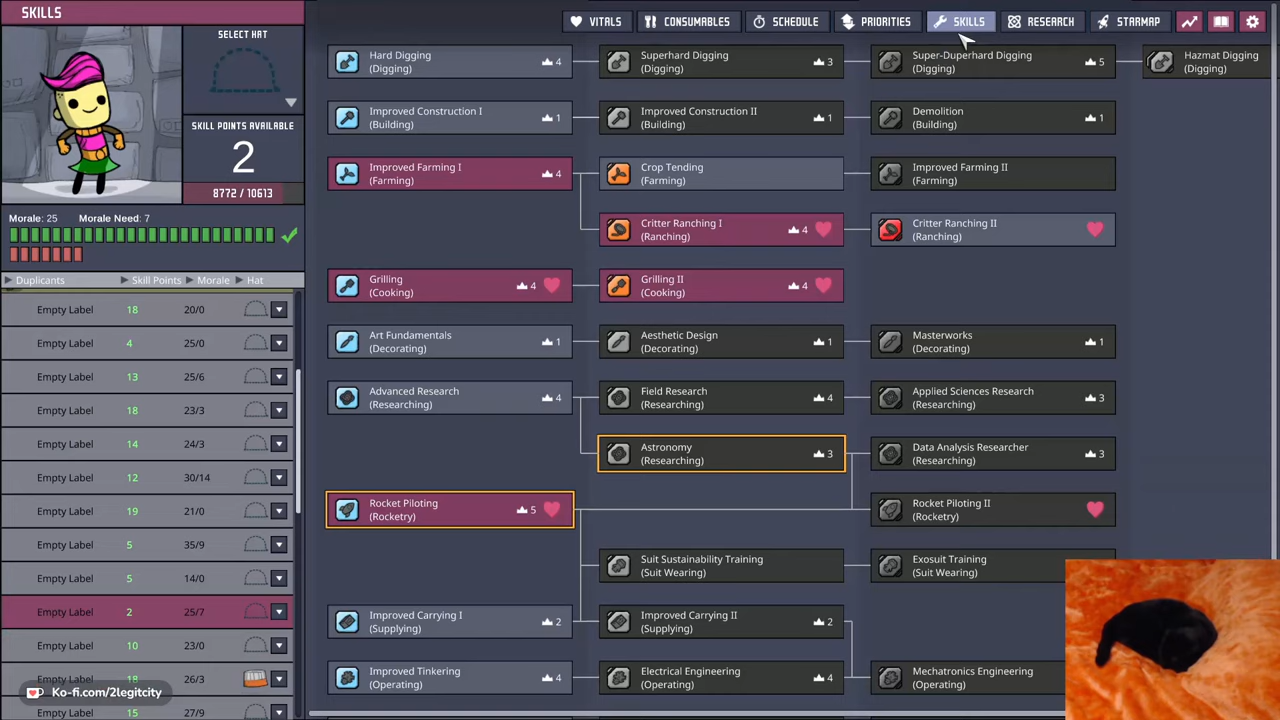 SKILLS
VITALS
CONSUMABLES
SCHEDULE
PRIORITIES
SKILLS
RESEARCH
STARMAP
SELECT HAT
SKILL POINTS AVAILABLE
2
8772 / 10613
Morale: 25
Morale Need: 7
Duplicants
Skill Points
Morale
Hat
Empty Label 18 20/0
Empty Label 4 25/0
Empty Label 13 25/6
Empty Label 18 23/3
Empty Label 14 24/3
Empty Label 12 30/14
Empty Label 19 21/0
Empty Label 5 35/9
Empty Label 5 14/0
Empty Label 2 25/7
Empty Label 10 23/0
Empty Label 18 26/3
Ko-fi.com/2legitcity
15 27/9
Hard Digging 4
(Digging)
Superhard Digging 3
(Digging)
Super-Duperhard Digging 5
(Digging)
Hazmat Digging
(Digging)
Improved Construction I 1
(Building)
Improved Construction II 1
(Building)
Demolition 1
(Building)
Improved Farming I 4
(Farming)
Crop Tending
(Farming)
Improved Farming II
(Farming)
Critter Ranching I 4
(Ranching)
Critter Ranching II
(Ranching)
Grilling 4
(Cooking)
Grilling II 4
(Cooking)
Art Fundamentals 1
(Decorating)
Aesthetic Design 1
(Decorating)
Masterworks 1
(Decorating)
Advanced Research 4
(Researching)
Field Research 4
(Researching)
Applied Sciences Research 3
(Researching)
Astronomy 3
(Researching)
Data Analysis Researcher 3
(Researching)
Rocket Piloting 5
(Rocketry)
Rocket Piloting II
(Rocketry)
Suit Sustainability Training
(Suit Wearing)
Exosuit Training
(Suit Wearing)
Improved Carrying I 2
(Supplying)
Improved Carrying II 2
(Supplying)
Improved Tinkering 4
(Operating)
Electrical Engineering 4
(Operating)
Mechatronics Engineering
(Operating)